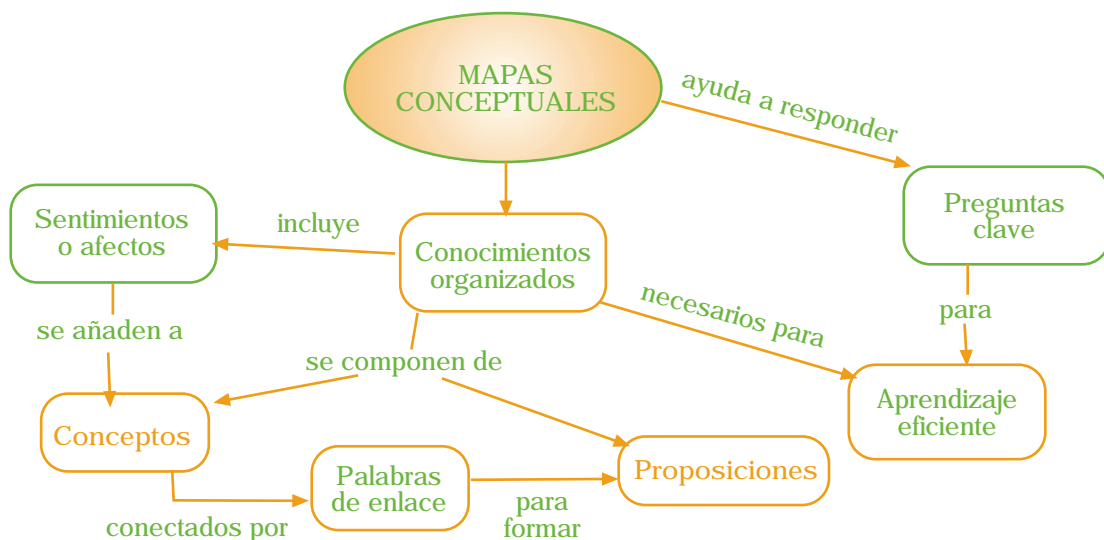 MAPAS
CONCEPTUALES
ayuda a responder
Sentimientos
o afectos
incluye
Conocimientos
organizados
Preguntas
clave
se añaden a
se componen de
necesarios para
para
Conceptos
Palabras
de enlace
Proposiciones
Aprendizaje
eficiente
conectados por
para
formar